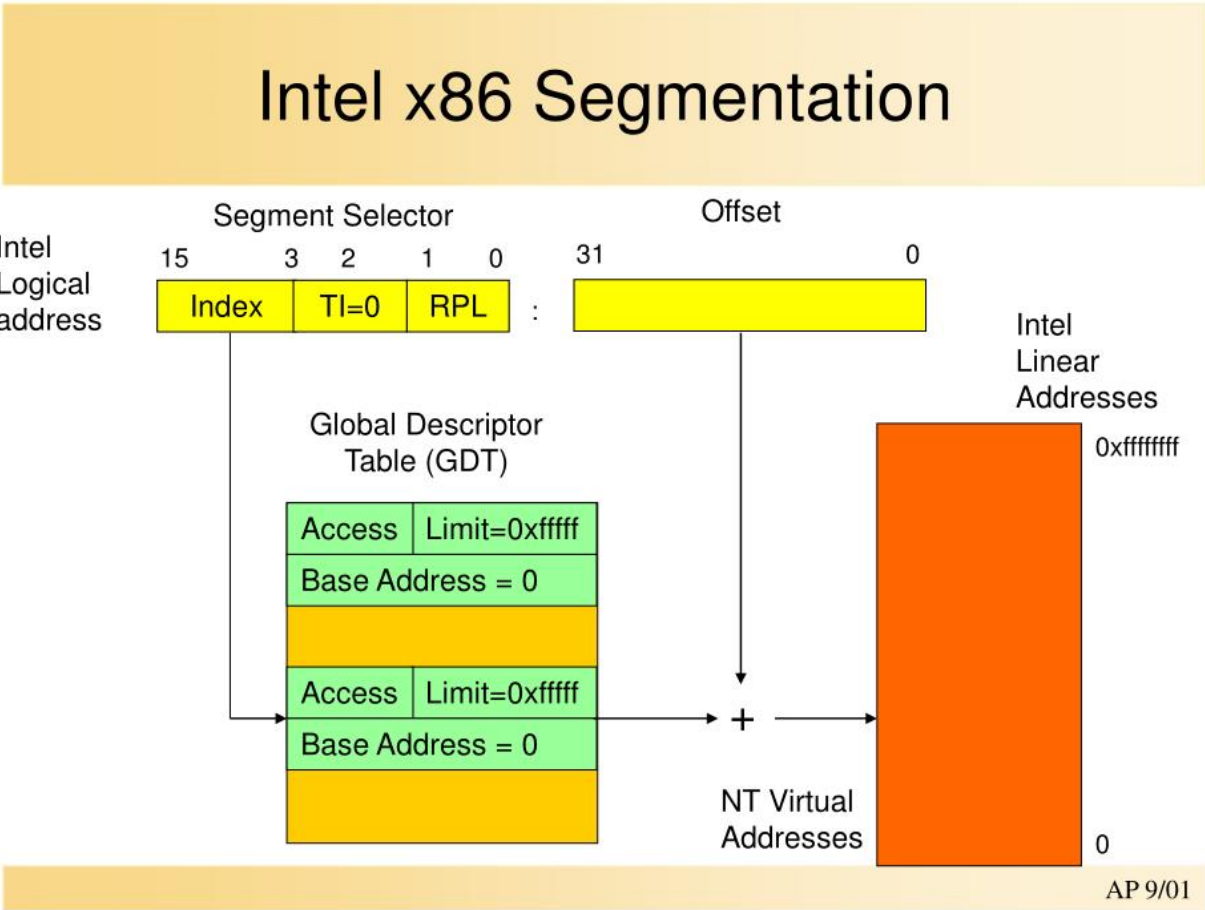 Intel x86 Segmentation
Segment Selector
Offset
Intel
Logical
address
15 3 2 1 0
31 0
Index TI=0 RPL :
Intel
Linear
Addresses
Global Descriptor
Table (GDT)
0xffffffff
Access Limit=0xfffff
Base Address = 0
Access Limit=0xfffff
+
Base Address = 0
NT Virtual
Addresses
0
AP 9/01